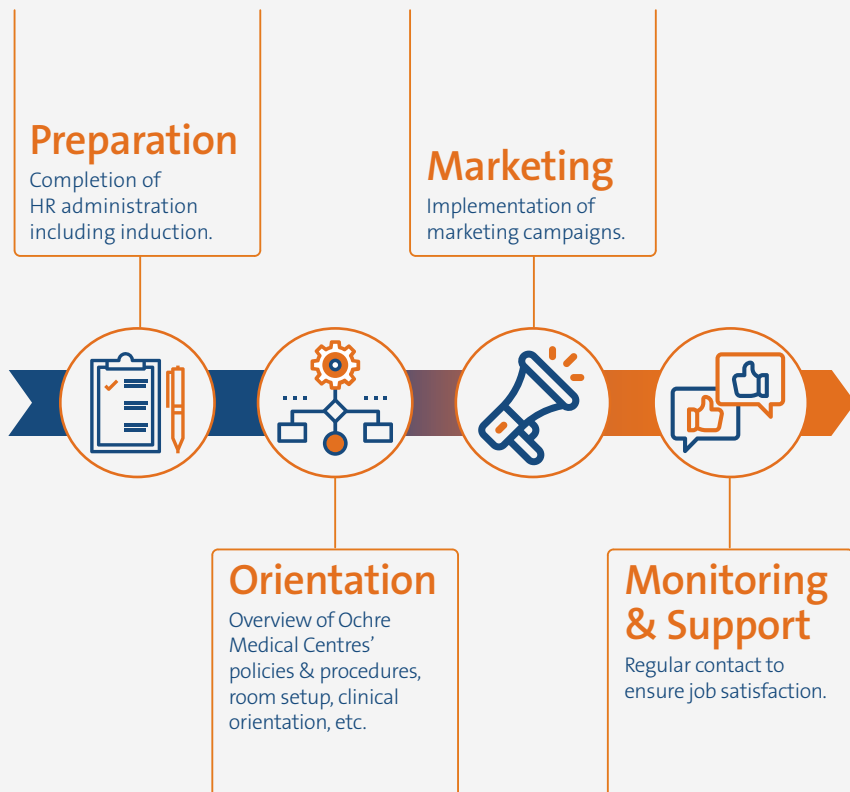 Preparation
Completion of
HR administration
including induction.
Marketing
Implementation of
marketing campaigns.
Orientation
Overview of Ochre
Medical Centres’
policies & procedures,
room setup, clinical
orientation, etc.
Monitoring
& Support
Regular contact to
ensure job satisfaction.